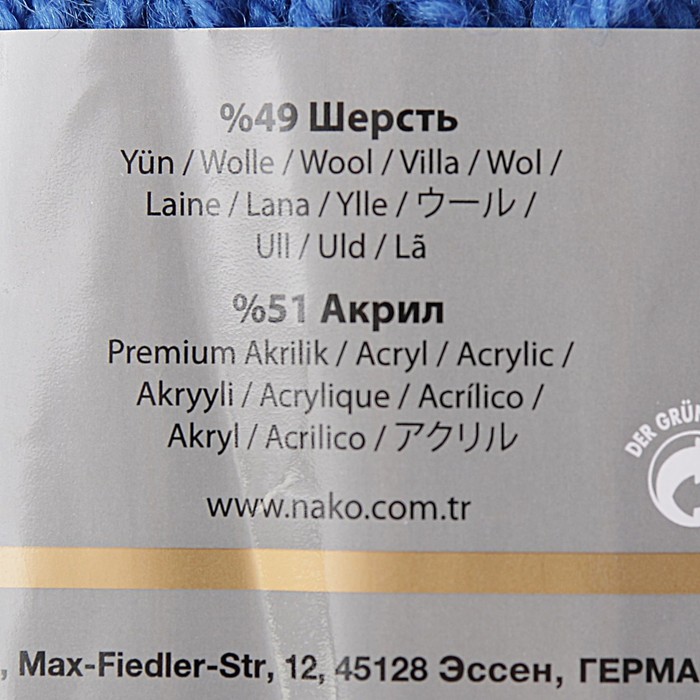 %49 Шерсть
Yün / Wolle / Wool / Villa / Wol /
Laine / Lana / Ylle / ウール /
Ull / Uld / Lã
%51 Акрил
Premium Akrilik / Acryl / Acrylic /
Akryyli / Acrylique / Acrílico /
Akryl / Acrilico / アクリル
DER GRÜN
www.nako.com.tr
, Max-Fiedler-Str, 12, 45128 Эссен, ГЕРМА